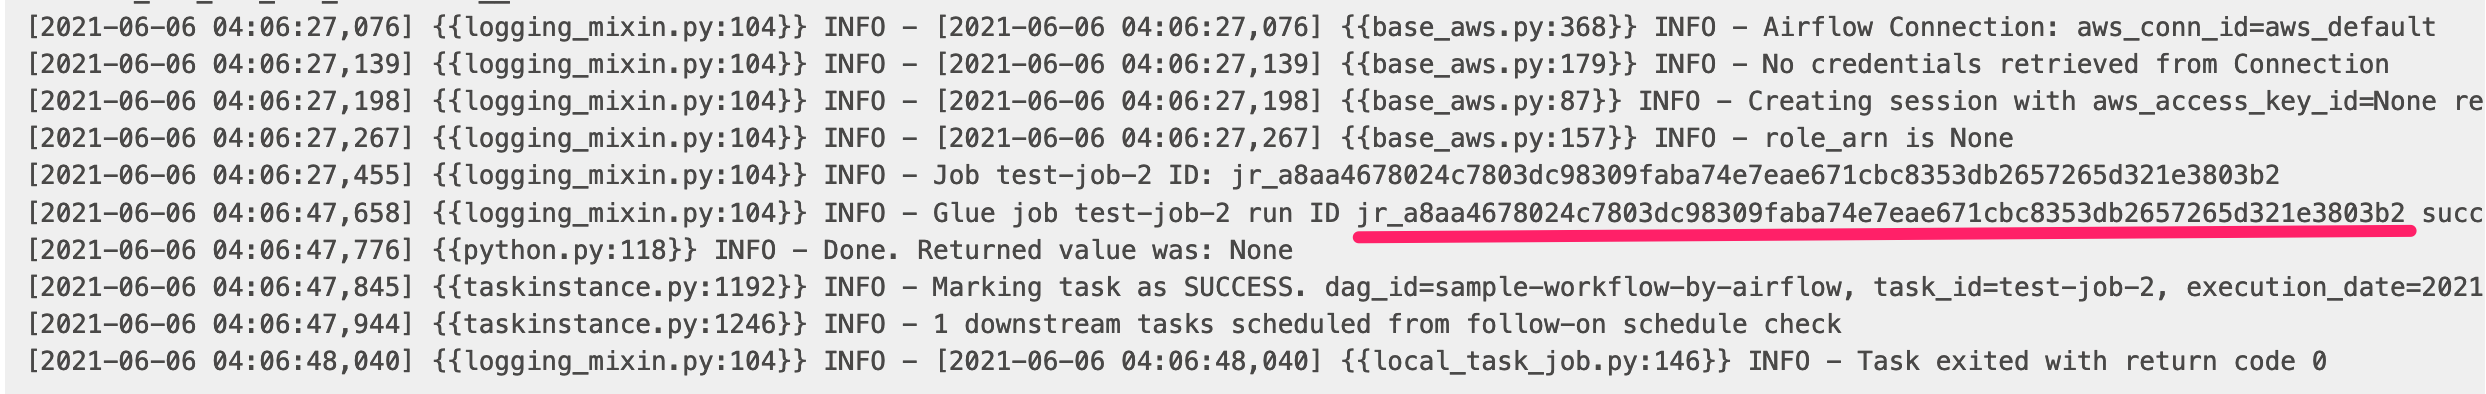 [2021-06-06 04:06:27,076] {{logging_mixin.py:104}} INFO - [2021-06-06 04:06:27,076] {{base_aws.py:368}} INFO - Airflow Connection: aws_conn_id=aws_default
[2021-06-06 04:06:27,139] {{logging_mixin.py:104}} INFO - [2021-06-06 04:06:27,139] {{base_aws.py:179}} INFO - No credentials retrieved from Connection
[2021-06-06 04:06:27,198] {{logging_mixin.py:104}} INFO - [2021-06-06 04:06:27,198] {{base_aws.py:87}} INFO - Creating session with aws_access_key_id=None re
[2021-06-06 04:06:27,267] {{logging_mixin.py:104}} INFO - [2021-06-06 04:06:27,267] {{base_aws.py:157}} INFO - role_arn is None
[2021-06-06 04:06:27,455] {{logging_mixin.py:104}} INFO - Job test-job-2 ID: jr_a8aa4678024c7803dc98309faba74e7eae671cbc8353db2657265d321e3803b2
[2021-06-06 04:06:47,658] {{logging_mixin.py:104}} INFO - Glue job test-job-2 run ID jr_a8aa4678024c7803dc98309faba74e7eae671cbc8353db2657265d321e3803b2 succ
[2021-06-06 04:06:47,776] {{python.py:118}} INFO - Done. Returned value was: None
[2021-06-06 04:06:47,845] {{taskinstance.py:1192}} INFO - Marking task as SUCCESS. dag_id=sample-workflow-by-airflow, task_id=test-job-2, execution_date=2021
[2021-06-06 04:06:47,944] {{taskinstance.py:1246}} INFO - 1 downstream tasks scheduled from follow-on schedule check
[2021-06-06 04:06:48,040] {{logging_mixin.py:104}} INFO - [2021-06-06 04:06:48,040] {{local_task_job.py:146}} INFO - Task exited with return code 0